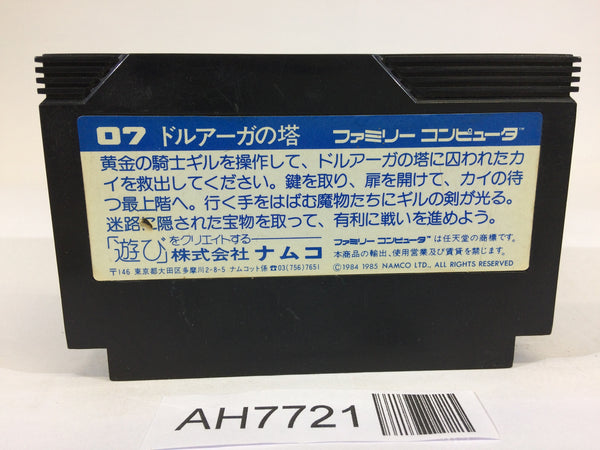 07 ドルアーガの塔 ファミリー コンピュータ™
黄金の騎士ギルを操作して、ドルアーガの塔に囚われたカ
イを救出してください。鍵を取り、扉を開けて、カイの待
つ最上階へ。行く手をはばむ魔物たちにギルの剣が光る。
迷路に隠された宝物を取って、有利に戦いを進めよう。
「遊び」をクリエイトする
株式会社 ナムコ
〒146 東京都大田区多摩川2-8-5 ナムコット係 ☎03(756)7651
ファミリー コンピュータ™は任天堂の商標です。
本商品の輸出、使用営業及び賃貸を禁じます。
©1984 1985 NAMCO LTD., ALL RIGHTS RESERVED
AH7721